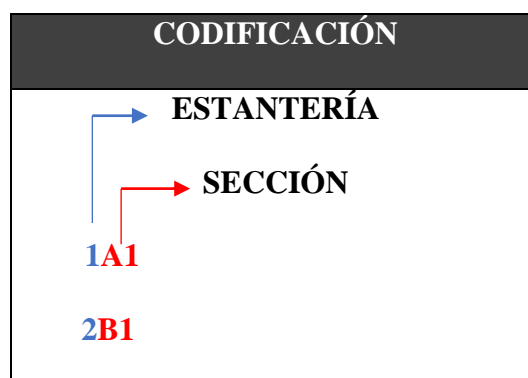 CODIFICACIÓN
ESTANTERÍA
SECCIÓN
1A1
2B1